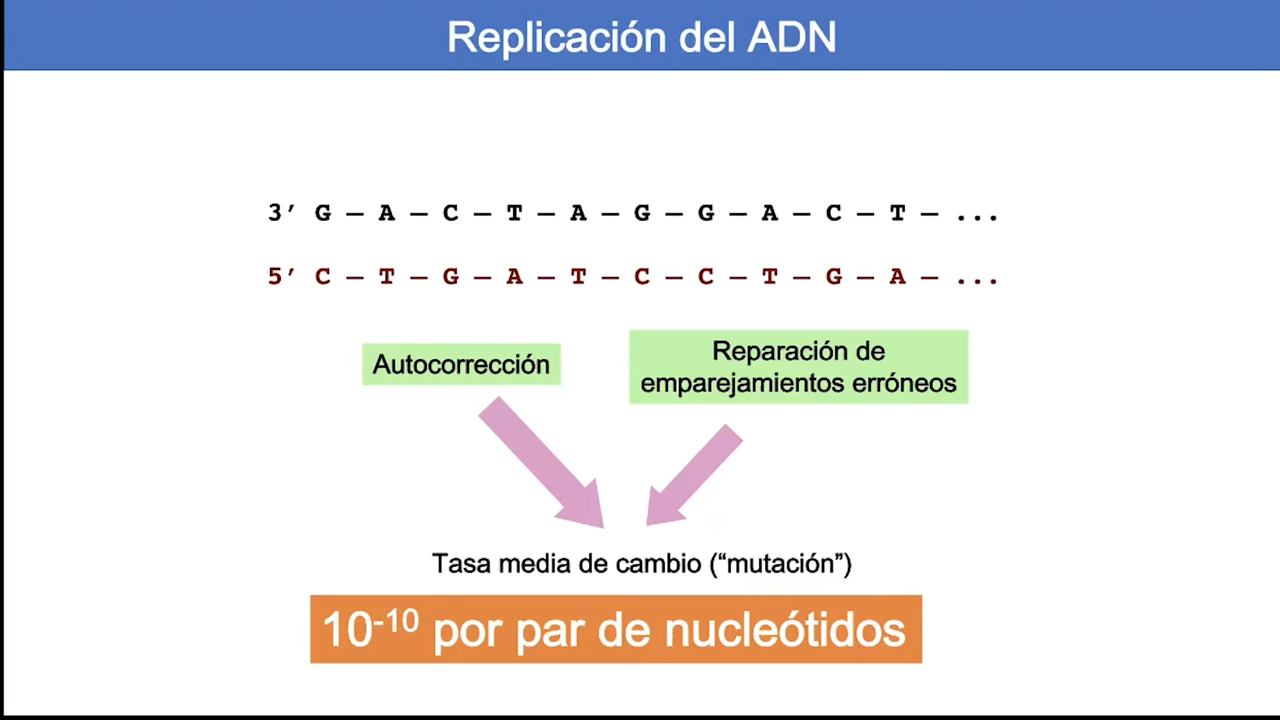 Replicación del ADN
3’ G – A – C – T – A – G – G – A – C – T – ...
5’ C – T – G – A – T – C – C – T – G – A – ...
Autocorrección
Reparación de
emparejamientos erróneos
Tasa media de cambio (“mutación”)
10⁻¹⁰ por par de nucleótidos